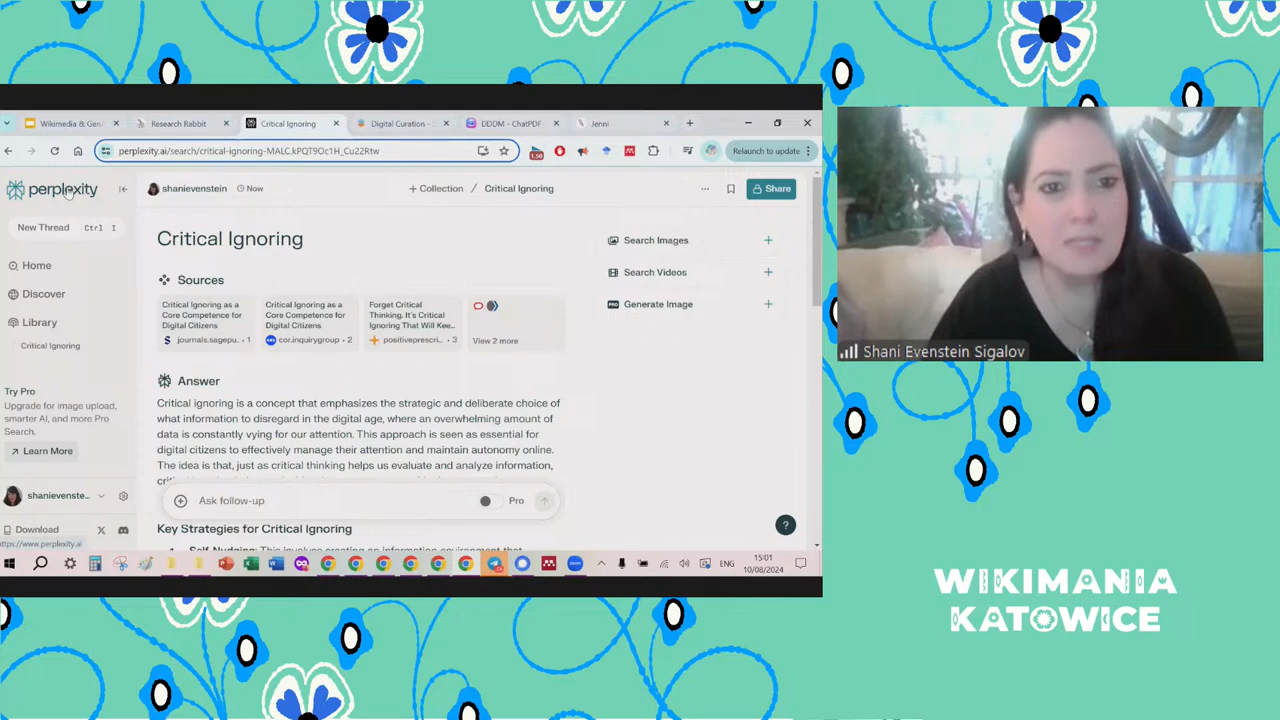 Wikimedia & Gen
Research Rabbit
Critical Ignoring
Digital Curation -
DDDM - ChatPDF
Jenni
perplexity.ai/search/critical-ignoring-MALC.kPQT9Oc1H_Cu22Rtw
1.50
Relaunch to update
perplexity
shanievenstein
Now
Collection / Critical Ignoring
Share
New Thread
Ctrl I
Home
Discover
Library
Critical Ignoring
Try Pro
Upgrade for image upload,
smarter AI, and more Pro
Search.
Learn More
shanievenste...
Download
https://www.perplexity.ai
Critical Ignoring
Sources
Critical Ignoring as a
Core Competence for
Digital Citizens
journals.sagepu... • 1
Critical Ignoring as a
Core Competence for
Digital Citizens
cor.inquirygroup • 2
Forget Critical
Thinking. It's Critical
Ignoring That Will Kee...
positiveprescri... • 3
View 2 more
Search Images
Search Videos
PRO
Generate Image
Answer
Critical ignoring is a concept that emphasizes the strategic and deliberate choice of
what information to disregard in the digital age, where an overwhelming amount of
data is constantly vying for our attention. This approach is seen as essential for
digital citizens to effectively manage their attention and maintain autonomy online.
The idea is that, just as critical thinking helps us evaluate and analyze information,
Ask follow-up
Pro
Key Strategies for Critical Ignoring
?
ENG
15:01
10/08/2024
Shani Evenstein Sigalov
WIKIMANIA
KATOWICE